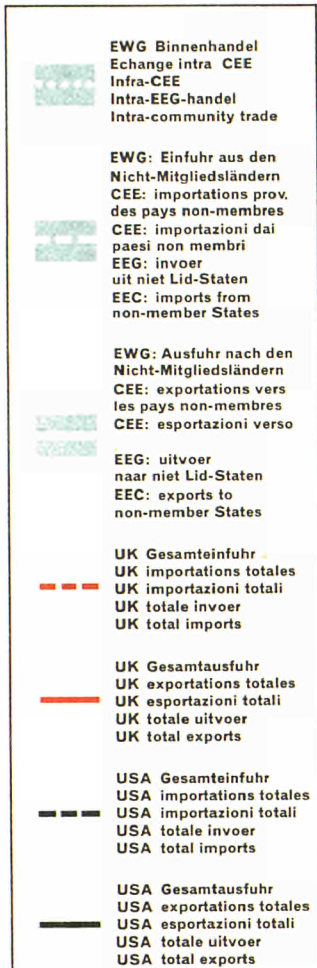 EWG Binnenhandel
Echange intra CEE
Infra-CEE
Intra-EEG-handel
Intra-community trade
EWG: Einfuhr aus den
Nicht-Mitgliedsländern
CEE: importations prov.
des pays non-membres
CEE: importazioni dai
paesi non membri
EEG: invoer
uit niet Lid-Staten
EEC: imports from
non-member States
EWG: Ausfuhr nach den
Nicht-Mitgliedsländern
CEE: exportations vers
les pays non-membres
CEE: esportazioni verso
EEG: uitvoer
naar niet Lid-Staten
EEC: exports to
non-member States
UK Gesamteinfuhr
UK importations totales
UK importazioni totali
UK totale invoer
UK total imports
UK Gesamtausfuhr
UK exportations totales
UK esportazioni totali
UK totale uitvoer
UK total exports
USA Gesamteinfuhr
USA importations totales
USA importazioni totali
USA totale invoer
USA total imports
USA Gesamtausfuhr
USA exportations totales
USA esportazioni totali
USA totale uitvoer
USA total exports